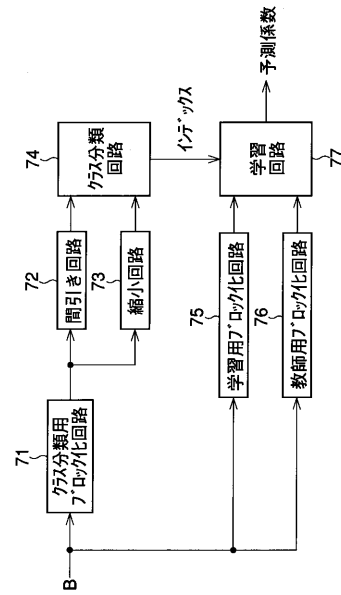 B
71
クラス分類用
ブロック化回路
72
間引き回路
73
縮小回路
74
クラス分類
回路
インデックス
75
学習用ブロック化回路
76
教師用ブロック化回路
学習
回路
77
予測係数